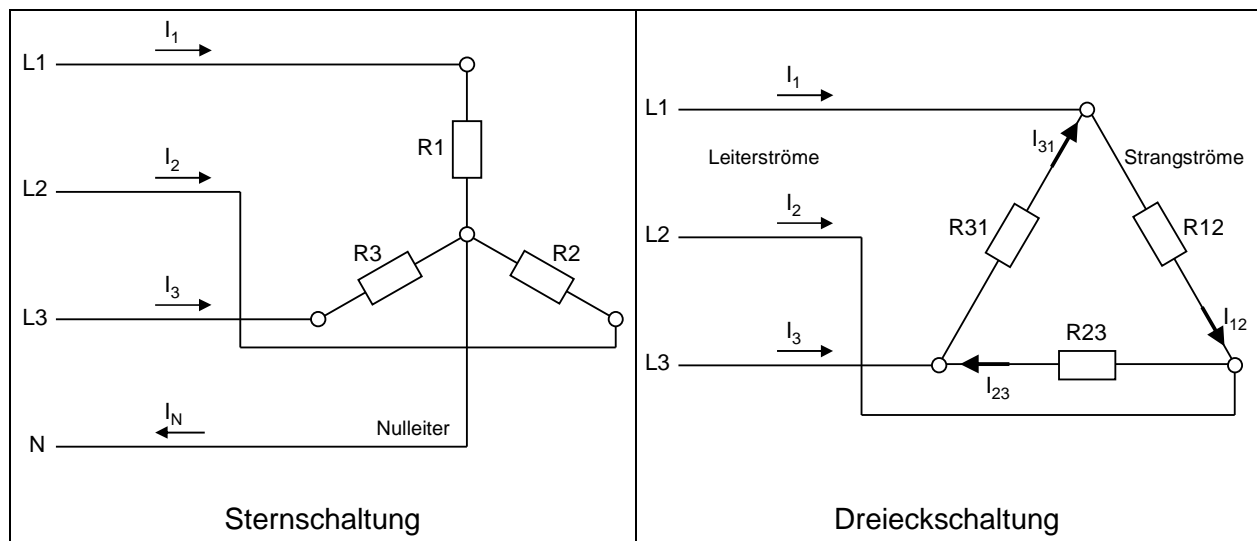 I1
L1
R1
I2
L2
R3 R2
I3
L3
IN
Nulleiter
N
Sternschaltung
I1
L1
I31
Leiterströme Strangströme
I2
R31 R12
L2
I3
R23 I12
L3
I23
Dreieckschaltung